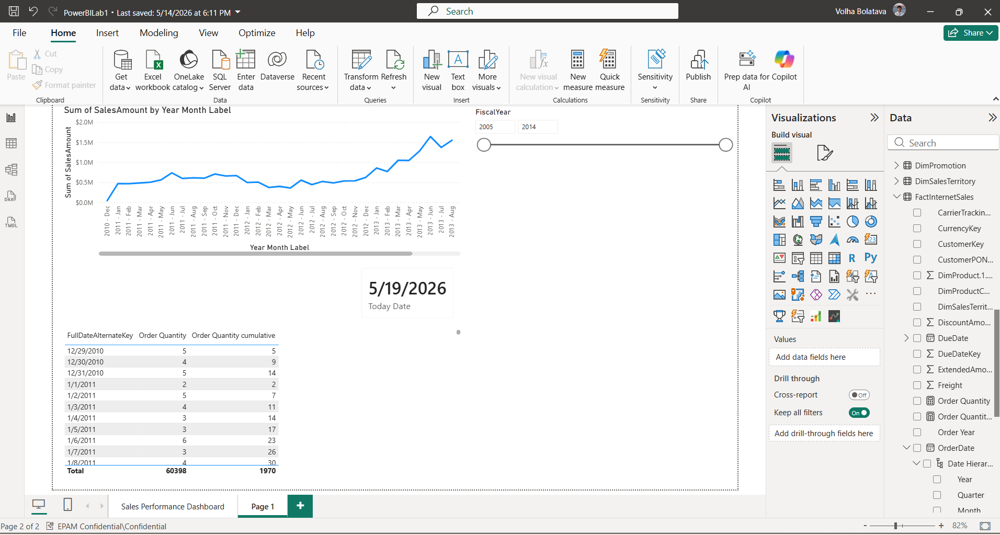 PowerBILab1 • Last saved: 5/14/2026 at 6:11 PM
Search
Volha Bolatava
File
Home
Insert
Modeling
View
Optimize
Help
Share
Paste
Cut
Copy
Format painter
Clipboard
Get data
Excel workbook
OneLake catalog
SQL Server
Enter data
Dataverse
Recent sources
Data
Transform data
Refresh
Queries
New visual
Text box
More visuals
Insert
New visual calculation
New measure
Quick measure
Calculations
Sensitivity
Sensitivity
Publish
Share
Prep data for AI
Copilot
Copilot
DAX
TMDL
Sum of SalesAmount by Year Month Label
Sum of SalesAmount
$2.0M
$1.5M
$1.0M
$0.5M
$0.0M
2010 - Dec
2011 - Jan
2011 - Feb
2011 - Mar
2011 - Apr
2011 - May
2011 - Jun
2011 - Jul
2011 - Aug
2011 - Sep
2011 - Oct
2011 - Nov
2011 - Dec
2012 - Jan
2012 - Feb
2012 - Mar
2012 - Apr
2012 - May
2012 - Jun
2012 - Jul
2012 - Aug
2012 - Sep
2012 - Oct
2012 - Nov
2012 - Dec
2013 - Jan
2013 - Feb
2013 - Mar
2013 - Apr
2013 - May
2013 - Jun
2013 - Jul
2013 - Aug
Year Month Label
FiscalYear
2005
2014
5/19/2026
Today Date
FullDateAlternateKey Order Quantity Order Quantity cumulative
12/29/2010 5 5
12/30/2010 4 9
12/31/2010 5 14
1/1/2011 2 2
1/2/2011 5 7
1/3/2011 4 11
1/4/2011 3 14
1/5/2011 3 17
1/6/2011 6 23
1/7/2011 3 26
1/8/2011 4 30
Total 60398 1970
Visualizations
Build visual
123
R
Py
Values
Add data fields here
Drill through
Cross-report
Off
Keep all filters
On
Add drill-through fields here
Data
Search
DimPromotion
DimSalesTerritory
FactInternetSales
CarrierTrackin...
CurrencyKey
CustomerKey
CustomerPON...
DimProduct.1....
DimProductC...
DimSalesTerrit...
DiscountAmo...
DueDate
DueDateKey
ExtendedAmo...
Freight
Order Quantity
Order Quantit...
Order Year
OrderDate
Date Hierar...
Year
Quarter
Month
Sales Performance Dashboard
Page 1
Page 2 of 2
EPAM Confidential\Confidential
- + 82%